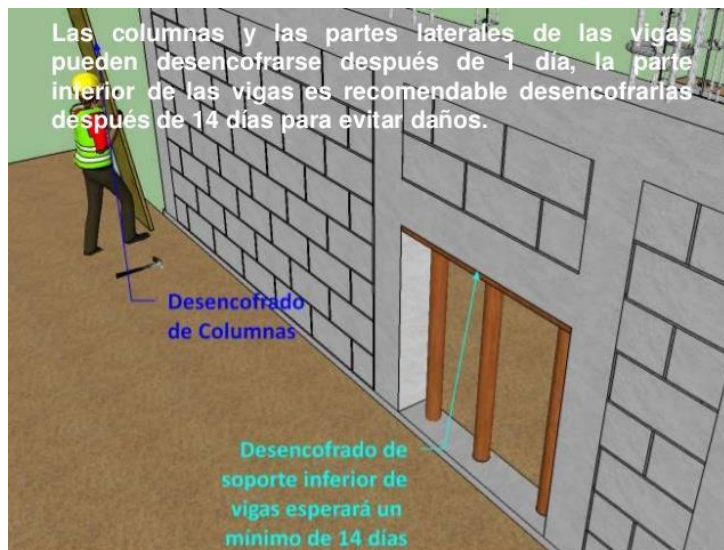 Las columnas y las partes laterales de las vigas
pueden desencofrarse después de 1 día, la parte
inferior de las vigas es recomendable desencofrarlas
después de 14 días para evitar daños.
Desencofrado
de Columnas
Desencofrado de
soporte inferior de
vigas esperará un
mínimo de 14 días